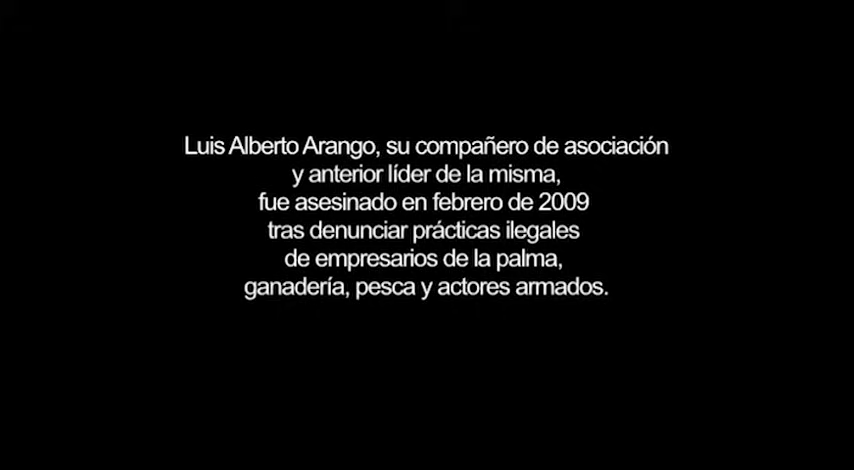 Luis Alberto Arango, su compañero de asociación
y anterior líder de la misma,
fue asesinado en febrero de 2009
tras denunciar prácticas ilegales
de empresarios de la palma,
ganadería, pesca y actores armados.